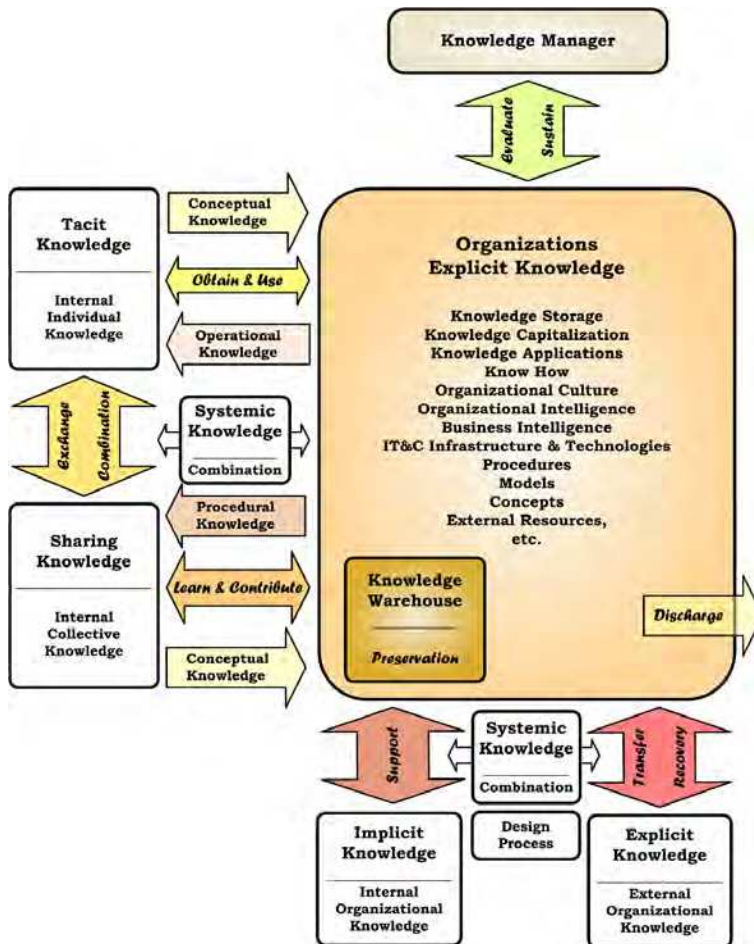 Knowledge Manager
Evaluate
Sustain
Tacit
Knowledge
Internal
Individual
Knowledge
Conceptual
Knowledge
Obtain & Use
Operational
Knowledge
Organizations
Explicit Knowledge
Knowledge Storage
Knowledge Capitalization
Knowledge Applications
Know How
Organizational Culture
Organizational Intelligence
Business Intelligence
IT&C Infrastructure & Technologies
Procedures
Models
Concepts
External Resources,
etc.
Exchange
Combination
Systemic
Knowledge
Combination
Sharing
Knowledge
Internal
Collective
Knowledge
Procedural
Knowledge
Learn & Contribute
Conceptual
Knowledge
Knowledge
Warehouse
Preservation
Discharge
Support
Systemic
Knowledge
Combination
Transfer
Recovery
Implicit
Knowledge
Internal
Organizational
Knowledge
Design
Process
Explicit
Knowledge
External
Organizational
Knowledge